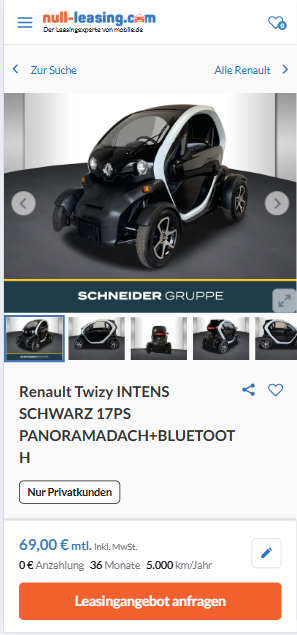 null-leasing.com
Der Leasingexperte von mobile.de
0
Zur Suche
Alle Renault
SCHNEIDER GRUPPE
Renault Twizy INTENS
SCHWARZ 17PS
PANORAMADACH+BLUETOOT
H
Nur Privatkunden
69,00 € mtl. Inkl. MwSt.
0 € Anzahlung 36 Monate 5.000 km/Jahr
Leasingangebot anfragen